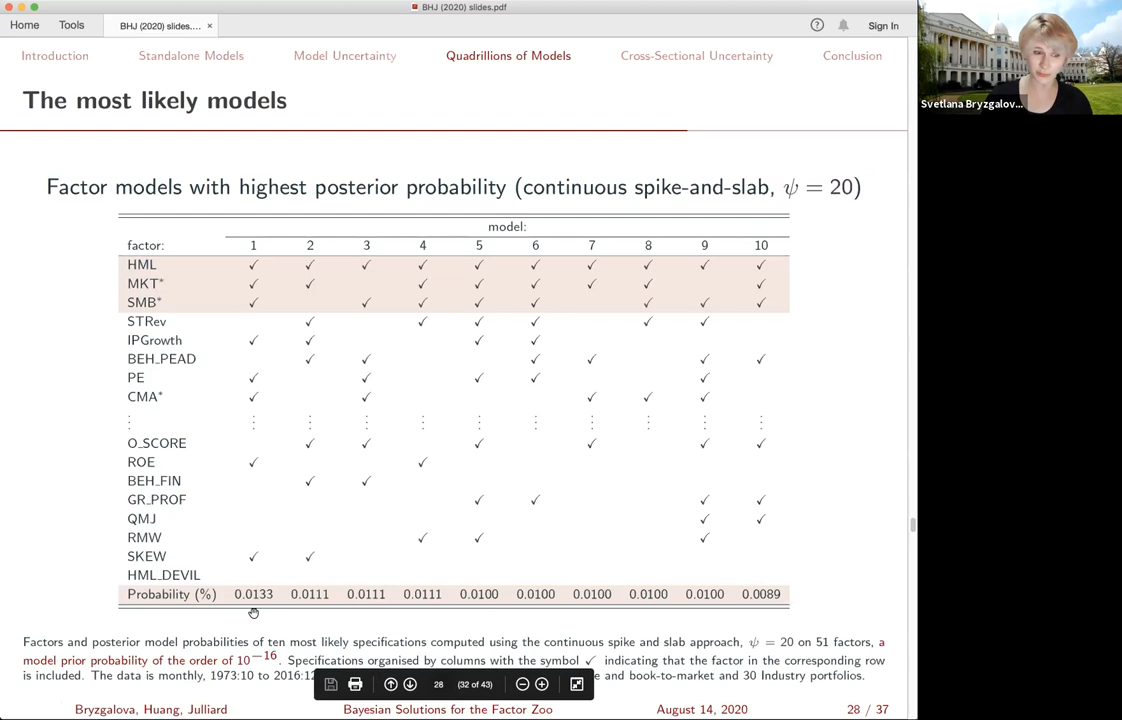 BHJ (2020) slides.pdf
Home Tools BHJ (2020) slides.... × ? Sign In
Introduction Standalone Models Model Uncertainty Quadrillions of Models Cross-Sectional Uncertainty Conclusion
Svetlana Bryzgalov...
The most likely models
Factor models with highest posterior probability (continuous spike-and-slab, ψ = 20)
model:
factor: 1 2 3 4 5 6 7 8 9 10
HML ✓ ✓ ✓ ✓ ✓ ✓ ✓ ✓ ✓ ✓
MKT* ✓ ✓ ✓ ✓ ✓ ✓ ✓ ✓
SMB* ✓ ✓ ✓ ✓ ✓ ✓ ✓ ✓
STRev ✓ ✓ ✓ ✓ ✓ ✓
IPGrowth ✓ ✓ ✓ ✓
BEH_PEAD ✓ ✓ ✓ ✓ ✓ ✓
PE ✓ ✓ ✓ ✓ ✓
CMA* ✓ ✓ ✓ ✓ ✓
⋮ ⋮ ⋮ ⋮ ⋮ ⋮ ⋮ ⋮ ⋮ ⋮ ⋮
O_SCORE ✓ ✓ ✓ ✓ ✓ ✓
ROE ✓ ✓
BEH_FIN ✓ ✓
GR_PROF ✓ ✓ ✓ ✓
QMJ ✓ ✓
RMW ✓ ✓ ✓
SKEW ✓ ✓
HML_DEVIL
Probability (%) 0.0133 0.0111 0.0111 0.0111 0.0100 0.0100 0.0100 0.0100 0.0100 0.0089
Factors and posterior model probabilities of ten most likely specifications computed using the continuous spike and slab approach, ψ = 20 on 51 factors, a
model prior probability of the order of 10⁻¹⁶. Specifications organised by columns with the symbol ✓ indicating that the factor in the corresponding row
is included. The data is monthly, 1973:10 to 2016:12 e and book-to-market and 30 Industry portfolios.
28 (32 of 43)
Bryzgalova, Huang, Julliard Bayesian Solutions for the Factor Zoo August 14, 2020 28 / 37